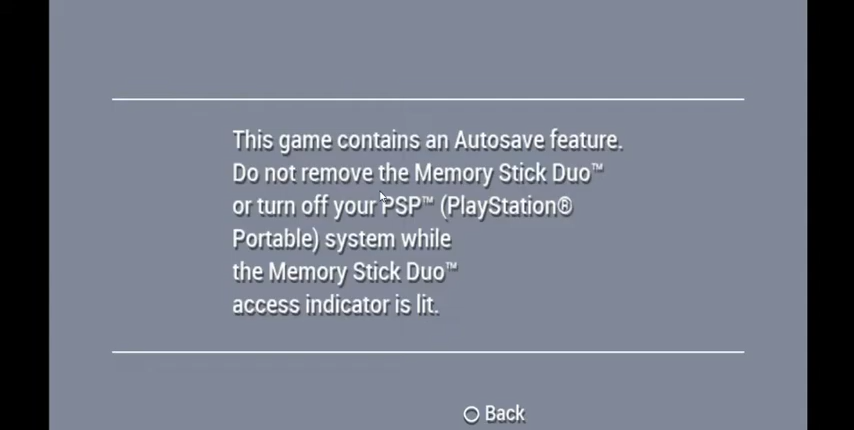 This game contains an Autosave feature.
Do not remove the Memory Stick Duo™
or turn off your PSP™ (PlayStation®
Portable) system while
the Memory Stick Duo™
access indicator is lit.
Back